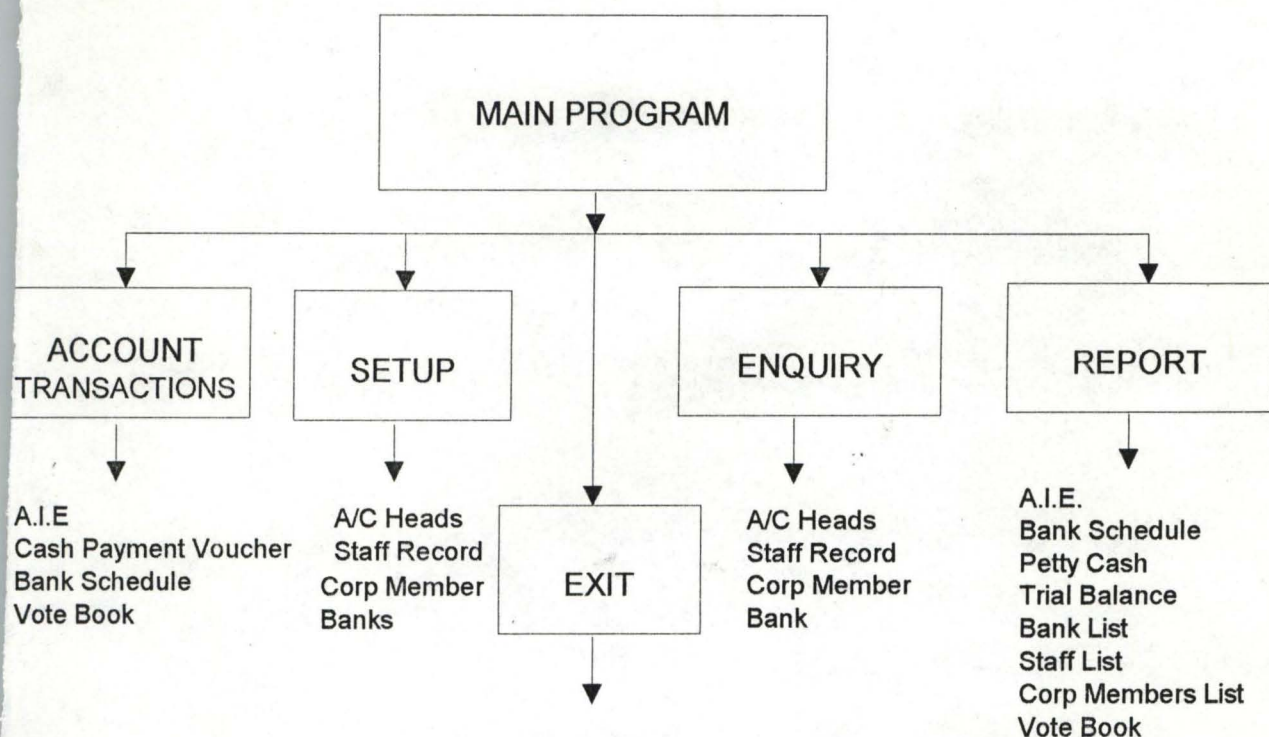 MAIN PROGRAM
ACCOUNT
TRANSACTIONS
SETUP
ENQUIRY
REPORT
A.I.E
Cash Payment Voucher
Bank Schedule
Vote Book
A/C Heads
Staff Record
Corp Member
Banks
EXIT
A/C Heads
Staff Record
Corp Member
Bank
A.I.E.
Bank Schedule
Petty Cash
Trial Balance
Bank List
Staff List
Corp Members List
Vote Book